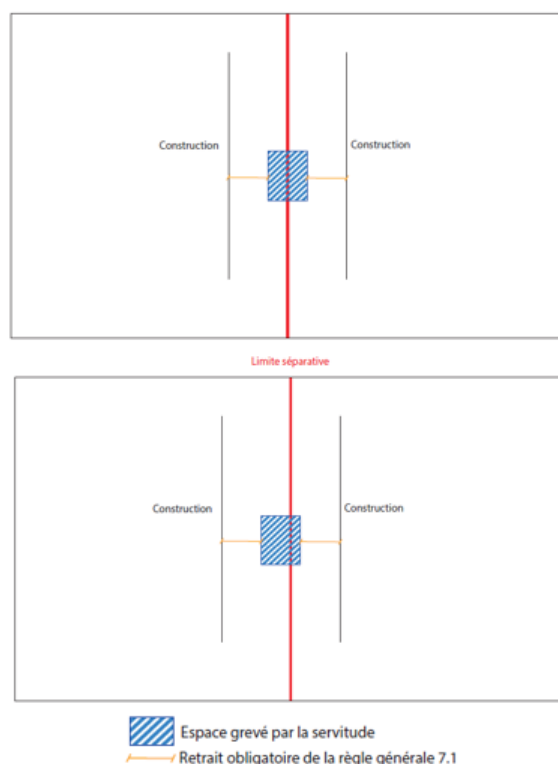 Construction
Construction
Limite séparative
Construction
Construction
Espace grevé par la servitude
Retrait obligatoire de la règle générale 7.1